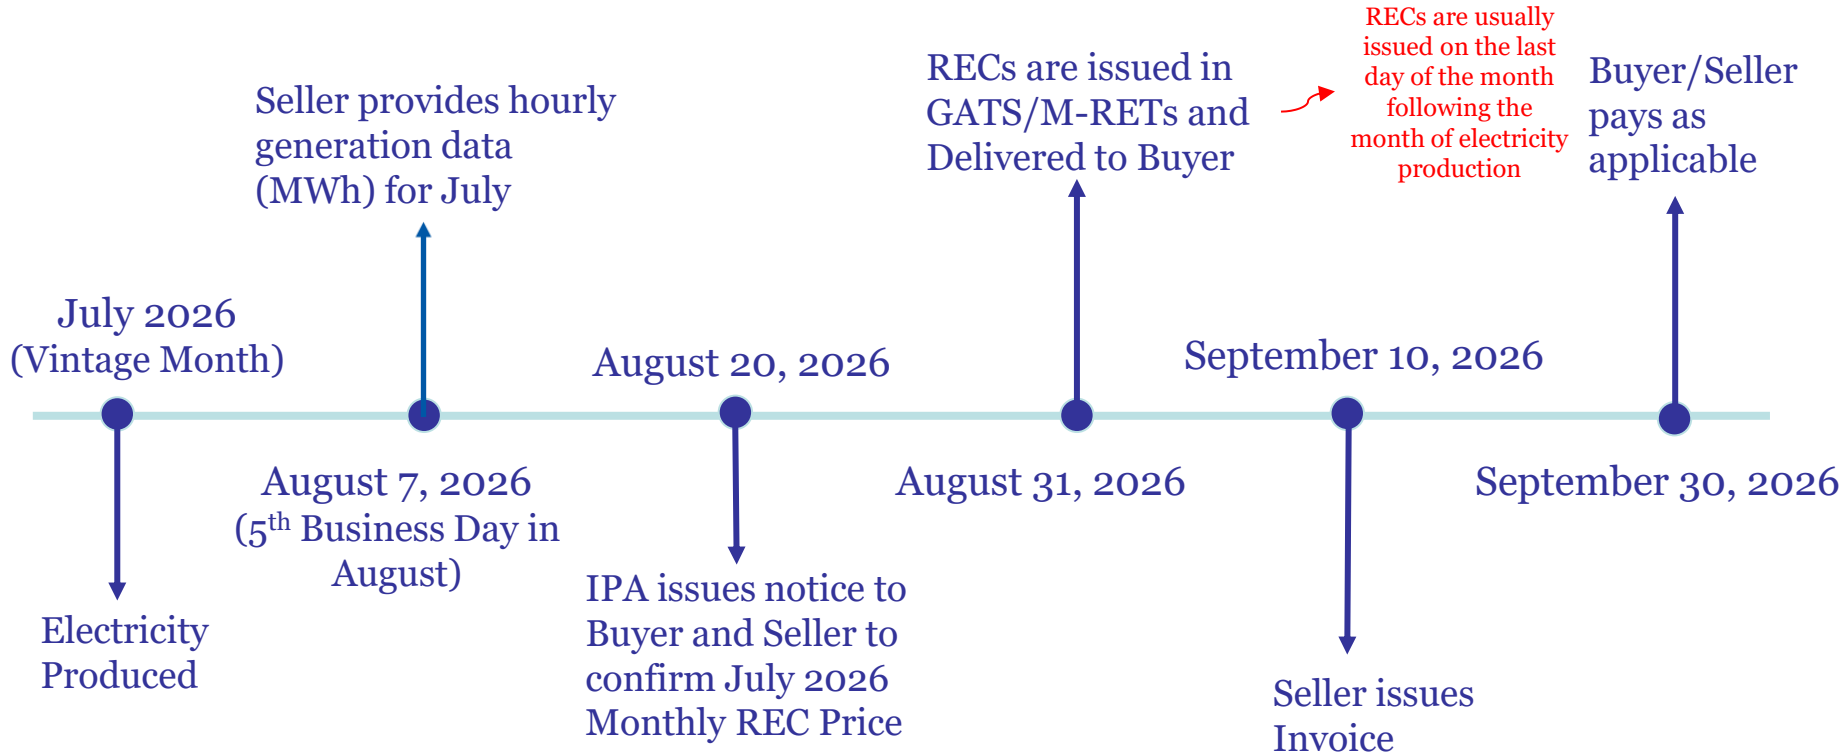 July 2026
(Vintage Month)
Electricity
Produced
Seller provides hourly
generation data
(MWh) for July
August 7, 2026
(5th Business Day in
August)
August 20, 2026
IPA issues notice to
Buyer and Seller to
confirm July 2026
Monthly REC Price
RECs are issued in
GATS/M-RETs and
Delivered to Buyer
RECs are usually
issued on the last
day of the month
following the
month of electricity
production
August 31, 2026
September 10, 2026
Seller issues
Invoice
Buyer/Seller
pays as
applicable
September 30, 2026